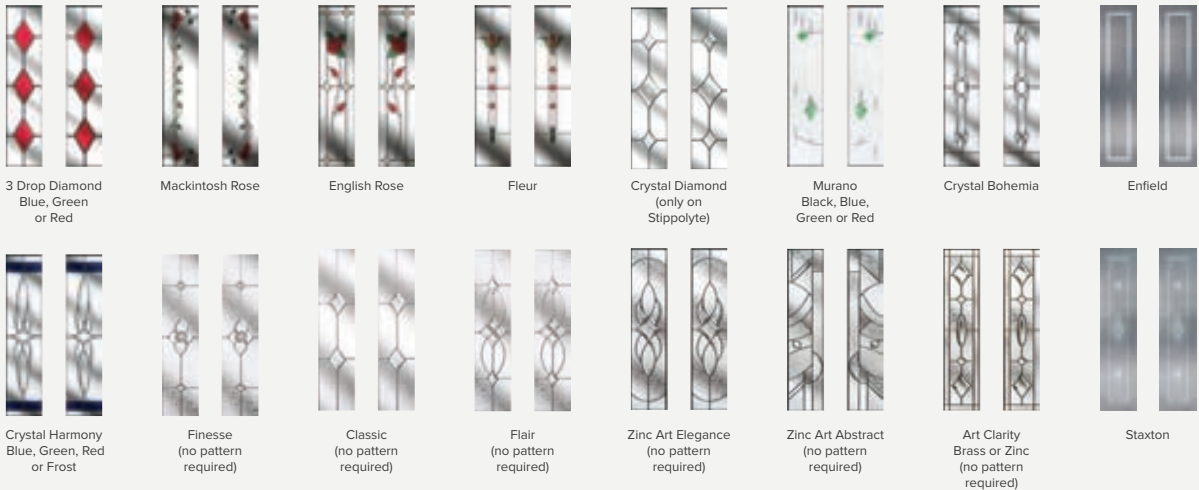 3 Drop Diamond
Blue, Green
or Red
Mackintosh Rose
English Rose
Fleur
Crystal Diamond
(only on
Stippolyte)
Murano
Black, Blue,
Green or Red
Crystal Bohemia
Enfield
Crystal Harmony
Blue, Green, Red
or Frost
Finesse
(no pattern
required)
Classic
(no pattern
required)
Flair
(no pattern
required)
Zinc Art Elegance
(no pattern
required)
Zinc Art Abstract
(no pattern
required)
Art Clarity
Brass or Zinc
(no pattern
required)
Staxton